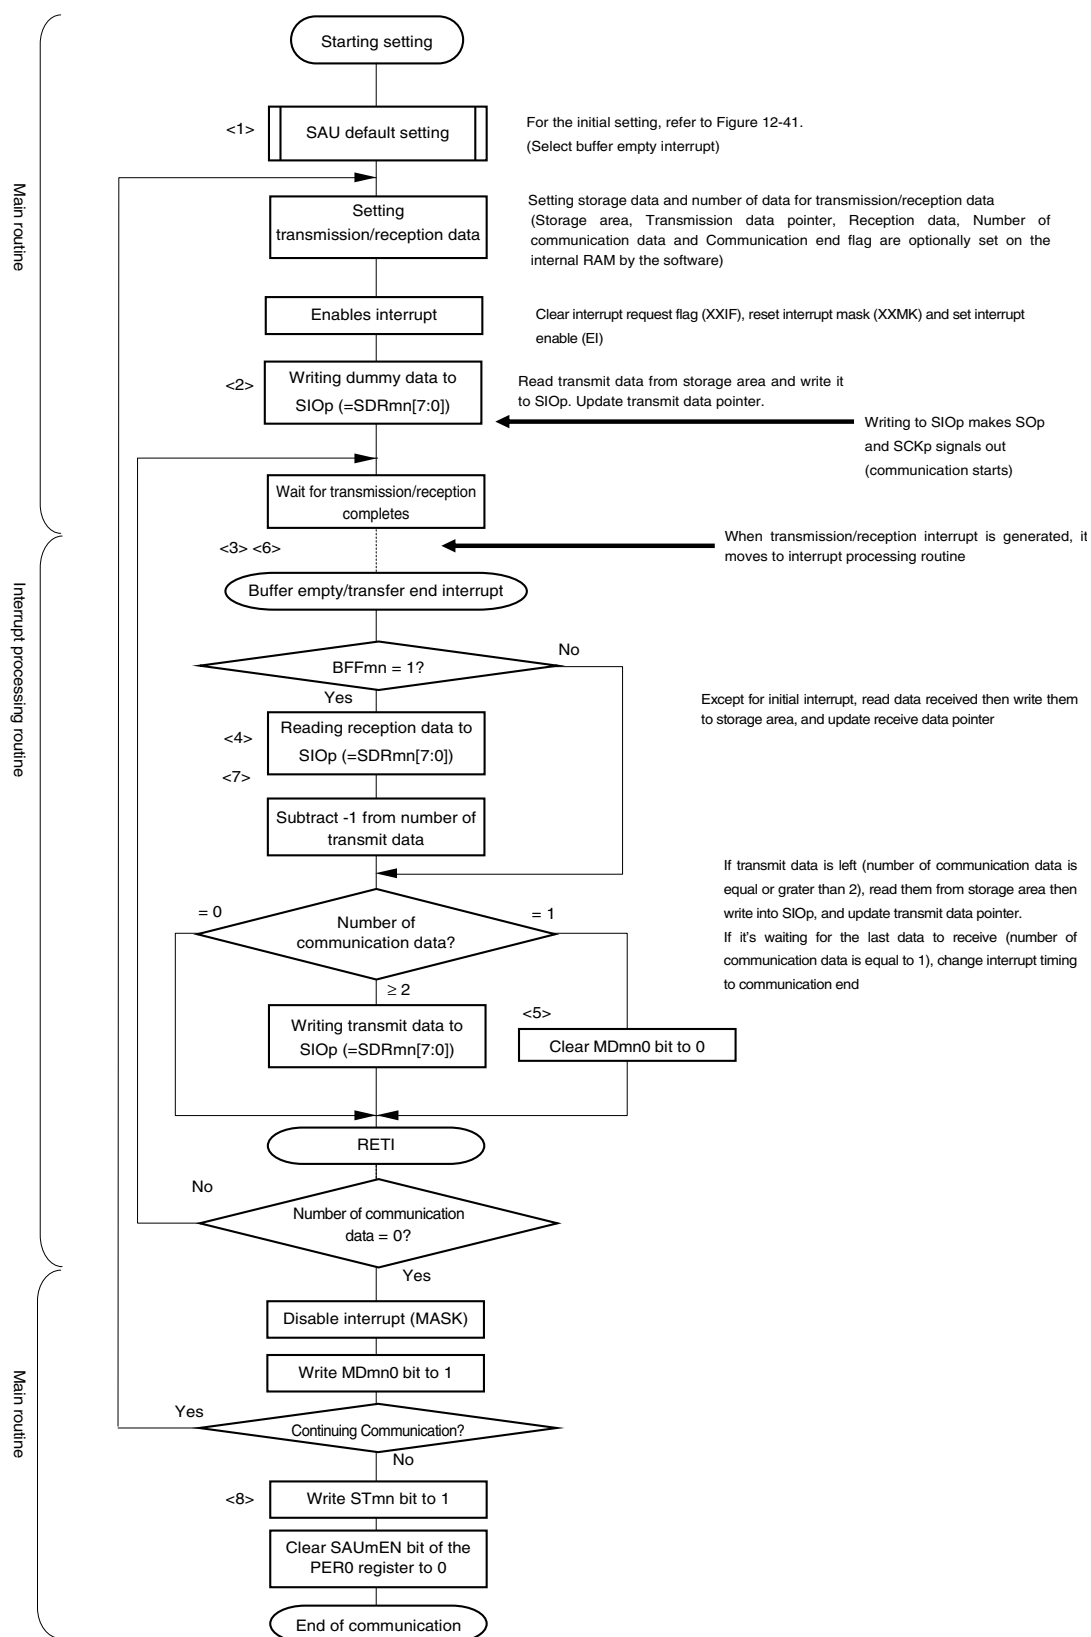 Starting setting
<1>
SAU default setting
For the initial setting, refer to Figure 12-41.
(Select buffer empty interrupt)
Main routine
Setting
transmission/reception data
Setting storage data and number of data for transmission/reception data
(Storage area, Transmission data pointer, Reception data, Number of
communication data and Communication end flag are optionally set on the
internal RAM by the software)
Enables interrupt
Clear interrupt request flag (XXIF), reset interrupt mask (XXMK) and set interrupt
enable (EI)
<2>
Writing dummy data to
SIOp (=SDRmn[7:0])
Read transmit data from storage area and write it
to SIOp. Update transmit data pointer.
Writing to SIOp makes SOp
and SCKp signals out
(communication starts)
Wait for transmission/reception
completes
<3> <6>
When transmission/reception interrupt is generated, it
moves to interrupt processing routine
Interrupt processing routine
Buffer empty/transfer end interrupt
BFFmn = 1?
No
Yes
Except for initial interrupt, read data received then write them
to storage area, and update receive data pointer
<4>
Reading reception data to
SIOp (=SDRmn[7:0])
<7>
Subtract -1 from number of
transmit data
If transmit data is left (number of communication data is
equal or grater than 2), read them from storage area then
write into SIOp, and update transmit data pointer.
If it's waiting for the last data to receive (number of
communication data is equal to 1), change interrupt timing
to communication end
= 0
Number of
communication data?
= 1
≥ 2
Writing transmit data to
SIOp (=SDRmn[7:0])
<5>
Clear MDmn0 bit to 0
RETI
No
Number of communication
data = 0?
Yes
Main routine
Disable interrupt (MASK)
Write MDmn0 bit to 1
Yes
Continuing Communication?
No
<8>
Write STmn bit to 1
Clear SAUmEN bit of the
PER0 register to 0
End of communication